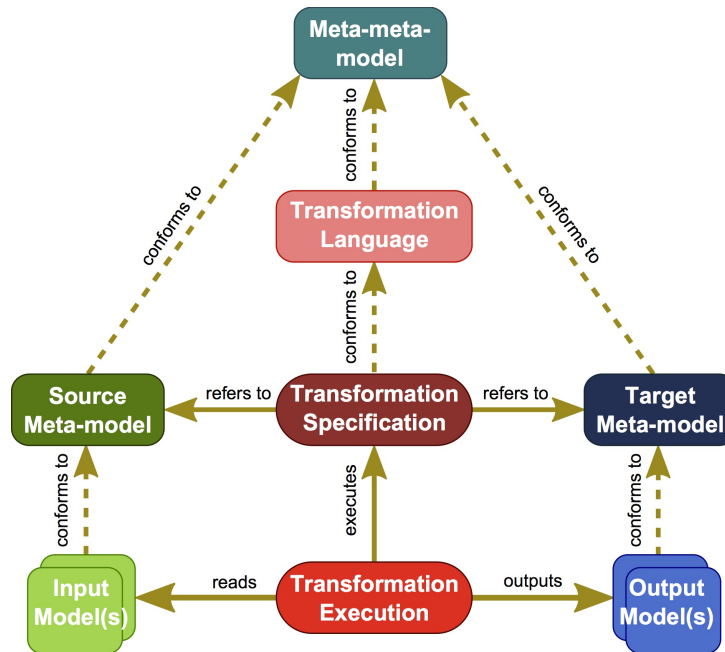 Meta-meta-
model
conforms to
conforms to
conforms to
Transformation
Language
conforms to
Source
Meta-model
refers to
Transformation
Specification
refers to
Target
Meta-model
conforms to
executes
conforms to
Input
Model(s)
reads
Transformation
Execution
outputs
Output
Model(s)